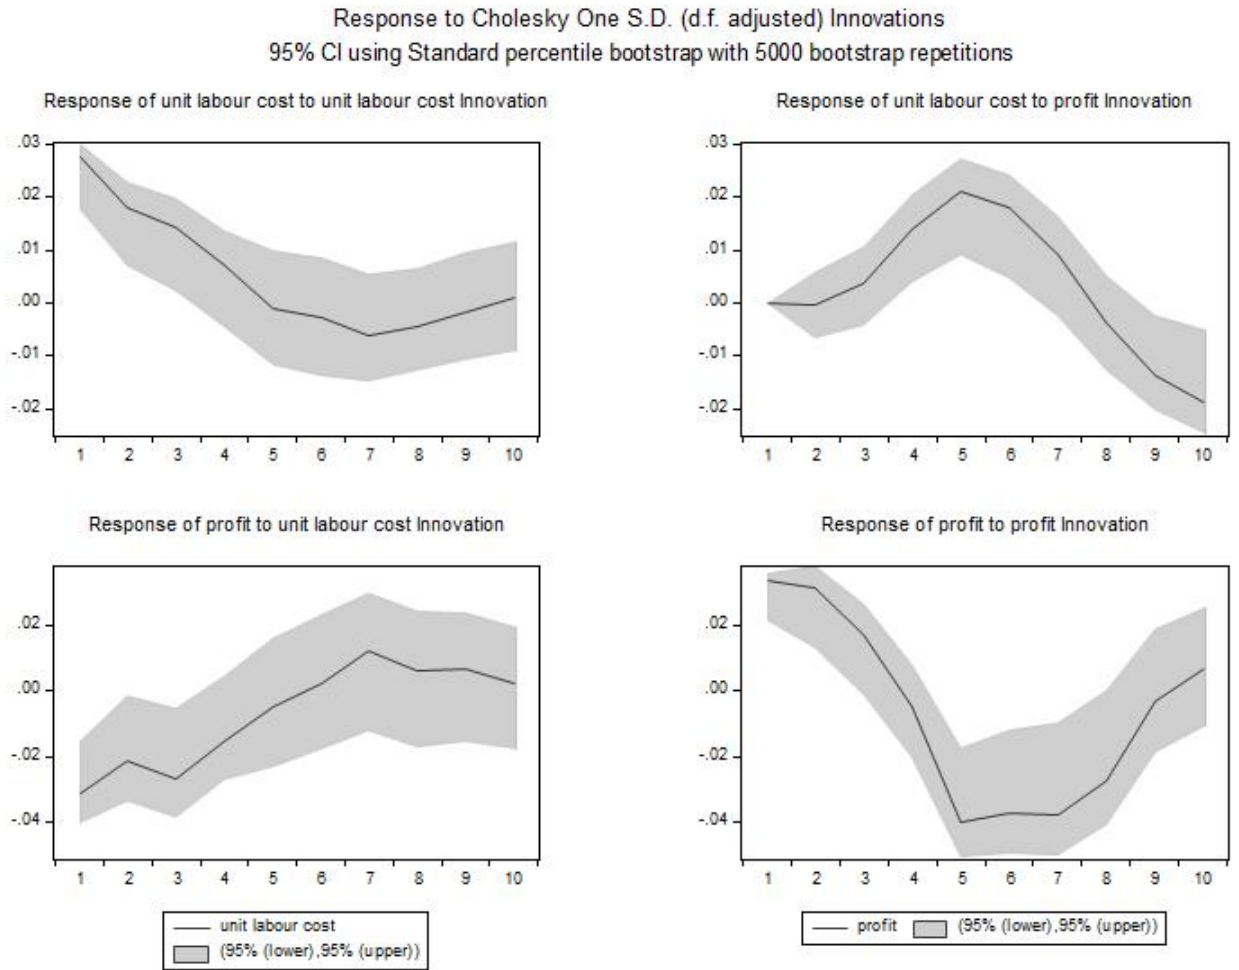 Response to Cholesky One S.D. (d.f. adjusted) Innovations
95% CI using Standard percentile bootstrap with 5000 bootstrap repetitions
Response of unit labour cost to unit labour cost Innovation
.03
.02
.01
.00
-.01
-.02
1 2 3 4 5 6 7 8 9 10
Response of unit labour cost to profit Innovation
.03
.02
.01
.00
-.01
-.02
1 2 3 4 5 6 7 8 9 10
Response of profit to unit labour cost Innovation
.02
.00
-.02
-.04
1 2 3 4 5 6 7 8 9 10
Response of profit to profit Innovation
.02
.00
-.02
-.04
1 2 3 4 5 6 7 8 9 10
unit labour cost
(95% (lower),95% (upper))
profit (95% (lower),95% (upper))